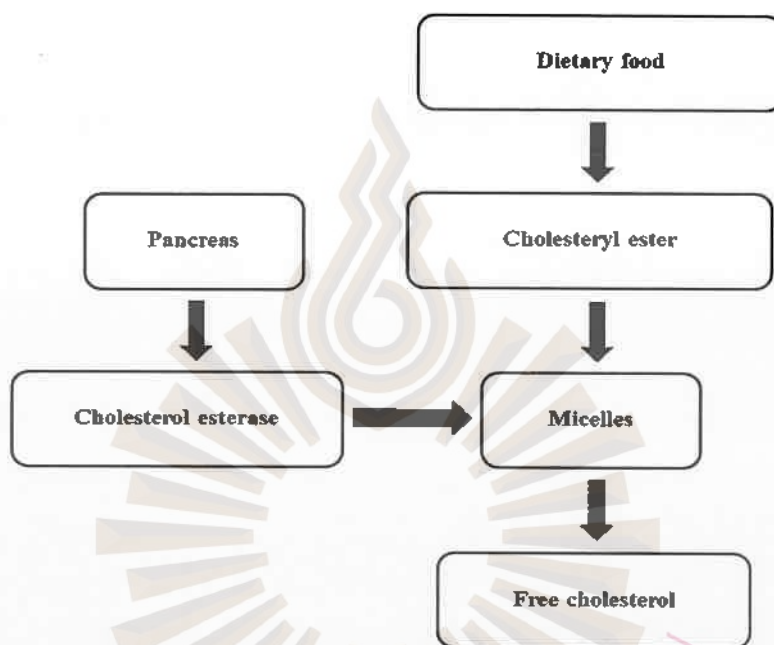 Dietary food
Pancreas
Cholesteryl ester
Cholesterol esterase
Micelles
Free cholesterol